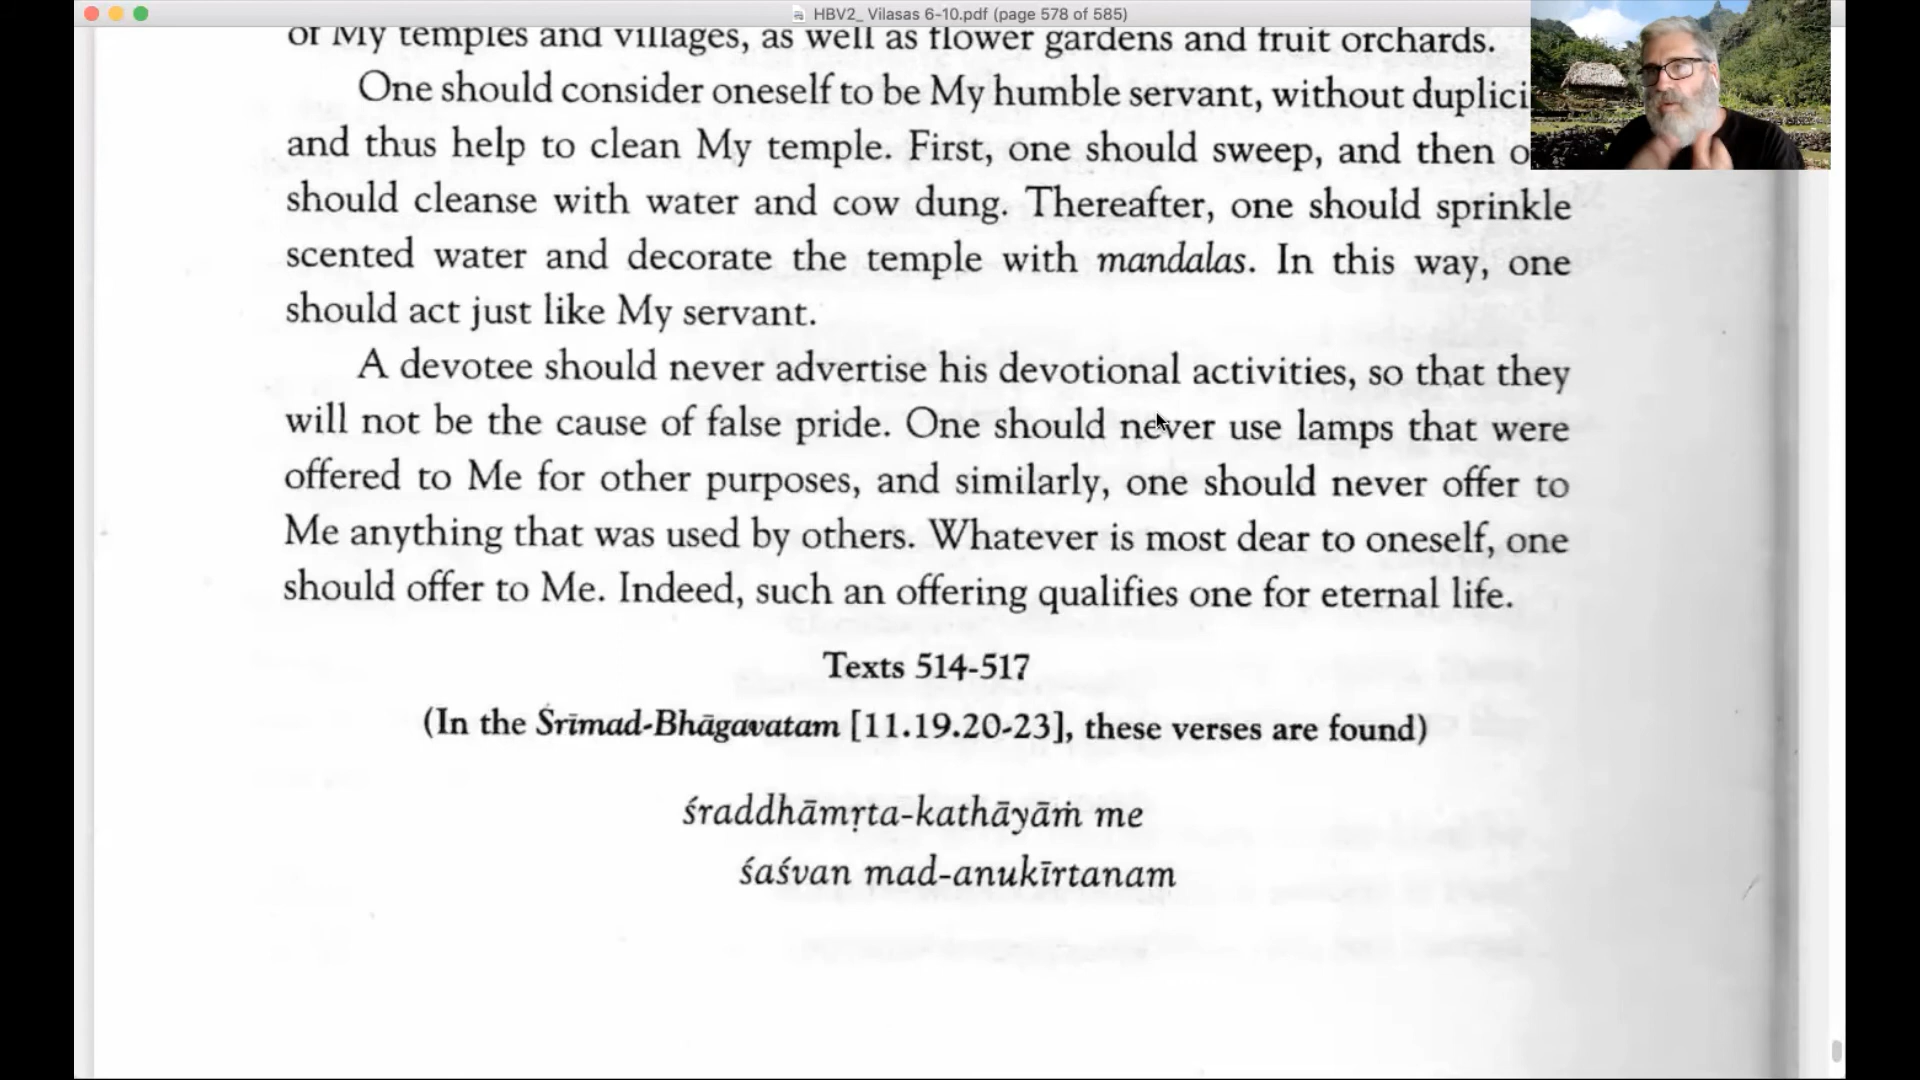 HBV2_ Vilasas 6-10.pdf (page 578 of 585)
of My temples and villages, as well as flower gardens and fruit orchards.
One should consider oneself to be My humble servant, without duplici
and thus help to clean My temple. First, one should sweep, and then o
should cleanse with water and cow dung. Thereafter, one should sprinkle
scented water and decorate the temple with mandalas. In this way, one
should act just like My servant.
A devotee should never advertise his devotional activities, so that they
will not be the cause of false pride. One should never use lamps that were
offered to Me for other purposes, and similarly, one should never offer to
Me anything that was used by others. Whatever is most dear to oneself, one
should offer to Me. Indeed, such an offering qualifies one for eternal life.
Texts 514-517
(In the Śrīmad-Bhāgavatam [11.19.20-23], these verses are found)
śraddhāmṛta-kathāyāṁ me
śaśvan mad-anukīrtanam